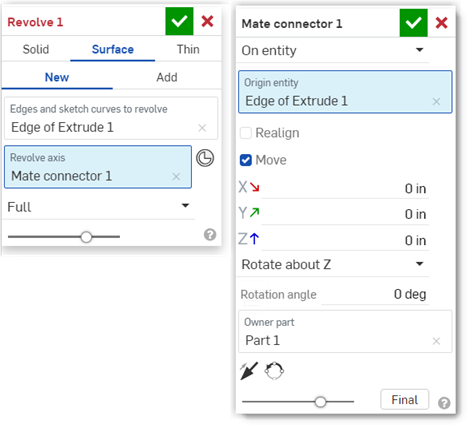 Revolve 1
Solid Surface Thin
New Add
Edges and sketch curves to revolve
Edge of Extrude 1
Revolve axis
Mate connector 1
Full
Mate connector 1
On entity
Origin entity
Edge of Extrude 1
Realign
Move
X 0 in
Y 0 in
Z 0 in
Rotate about Z
Rotation angle 0 deg
Owner part
Part 1
Final